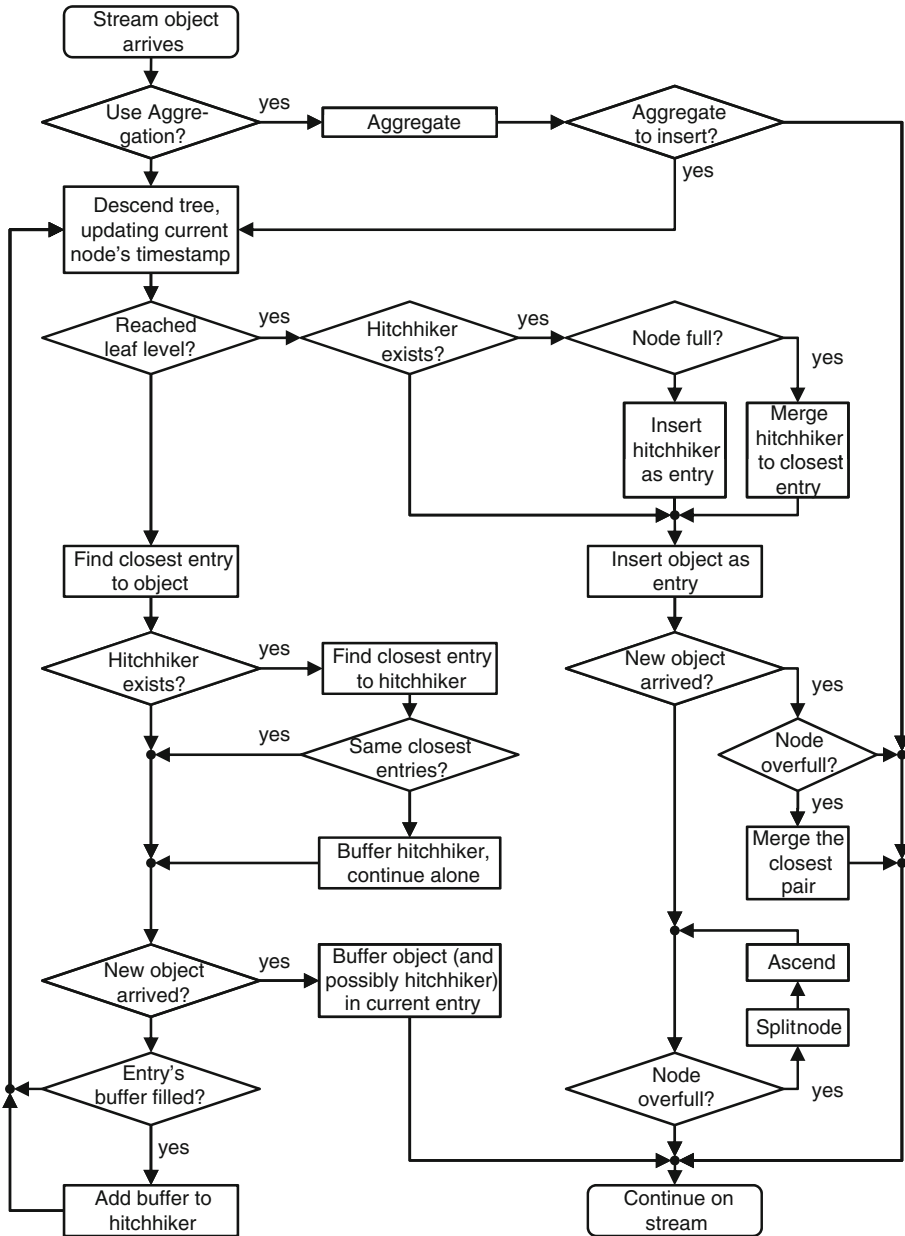 Stream object
arrives
Use Aggre-
gation?
yes
Aggregate
Aggregate
to insert?
yes
Descend tree,
updating current
node's timestamp
Reached
leaf level?
yes
Hitchhiker
exists?
yes
Node full?
yes
Insert
hitchhiker
as entry
Merge
hitchhiker
to closest
entry
Find closest entry
to object
Insert object as
entry
Hitchhiker
exists?
yes
Find closest entry
to hitchhiker
New object
arrived?
yes
yes
Same closest
entries?
Node
overfull?
yes
Buffer hitchhiker,
continue alone
Merge the
closest
pair
New object
arrived?
yes
Buffer object (and
possibly hitchhiker)
in current entry
Ascend
Splitnode
Entry's
buffer filled?
yes
Node
overfull?
yes
Add buffer to
hitchhiker
Continue on
stream